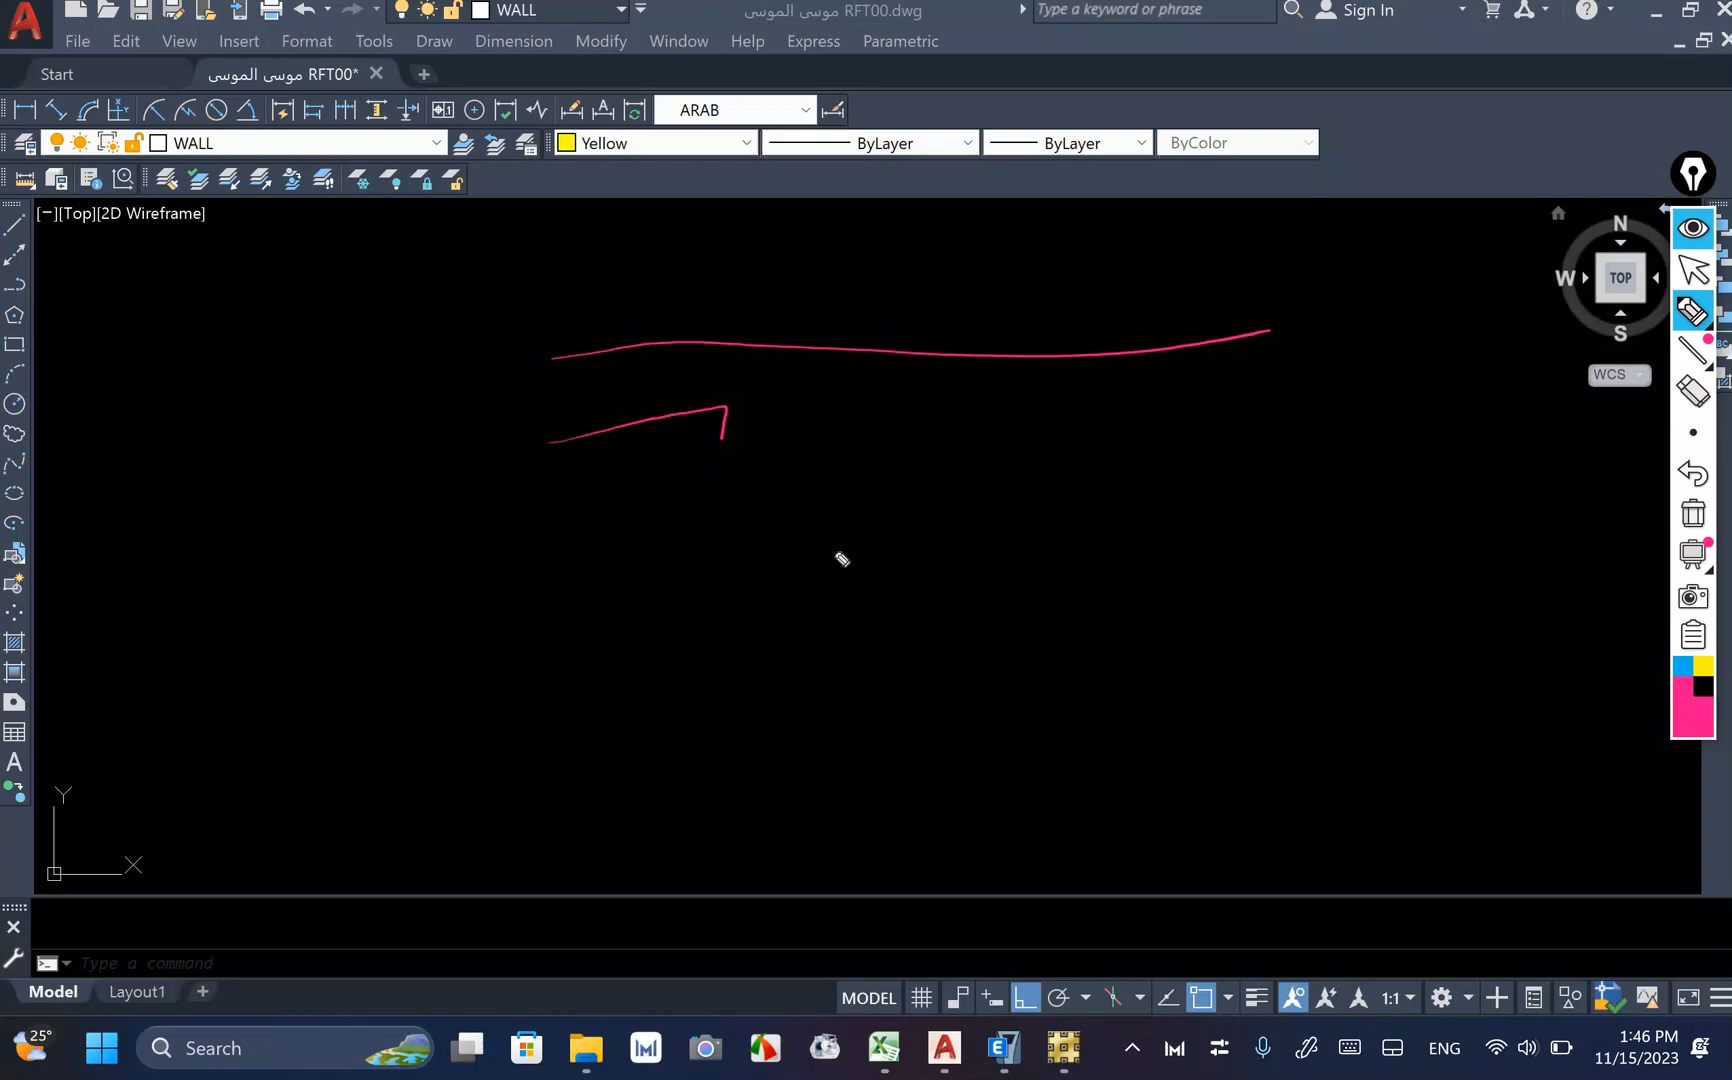 WALL
موسى الموسى RFT00.dwg
Type a keyword or phrase
Sign In
File Edit View Insert Format Tools Draw Dimension Modify Window Help Express Parametric
Start
موسى الموسى RFT00*
ARAB
WALL
Yellow
ByLayer
ByLayer
ByColor
[−][Top][2D Wireframe]
N
W
TOP
S
WCS
Y
X
Type a command
Model
Layout1
MODEL
1:1
25°
Search
ENG
1:46 PM
11/15/2023